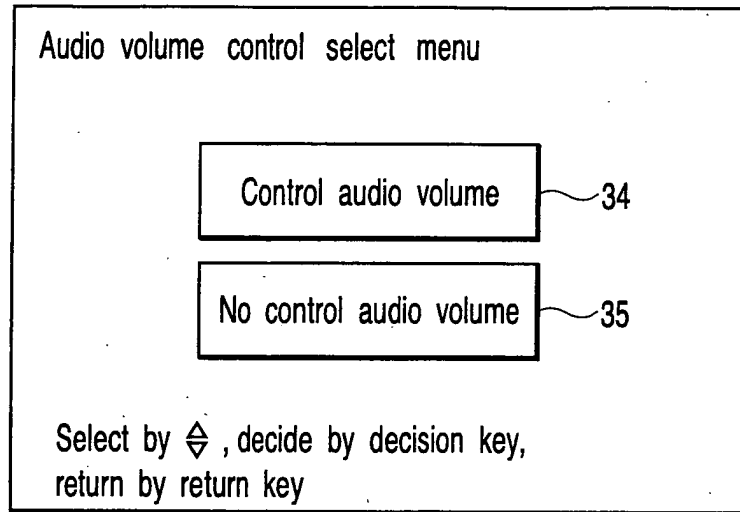 Audio volume control select menu
Control audio volume
34
No control audio volume
35
Select by △▽ , decide by decision key,
return by return key